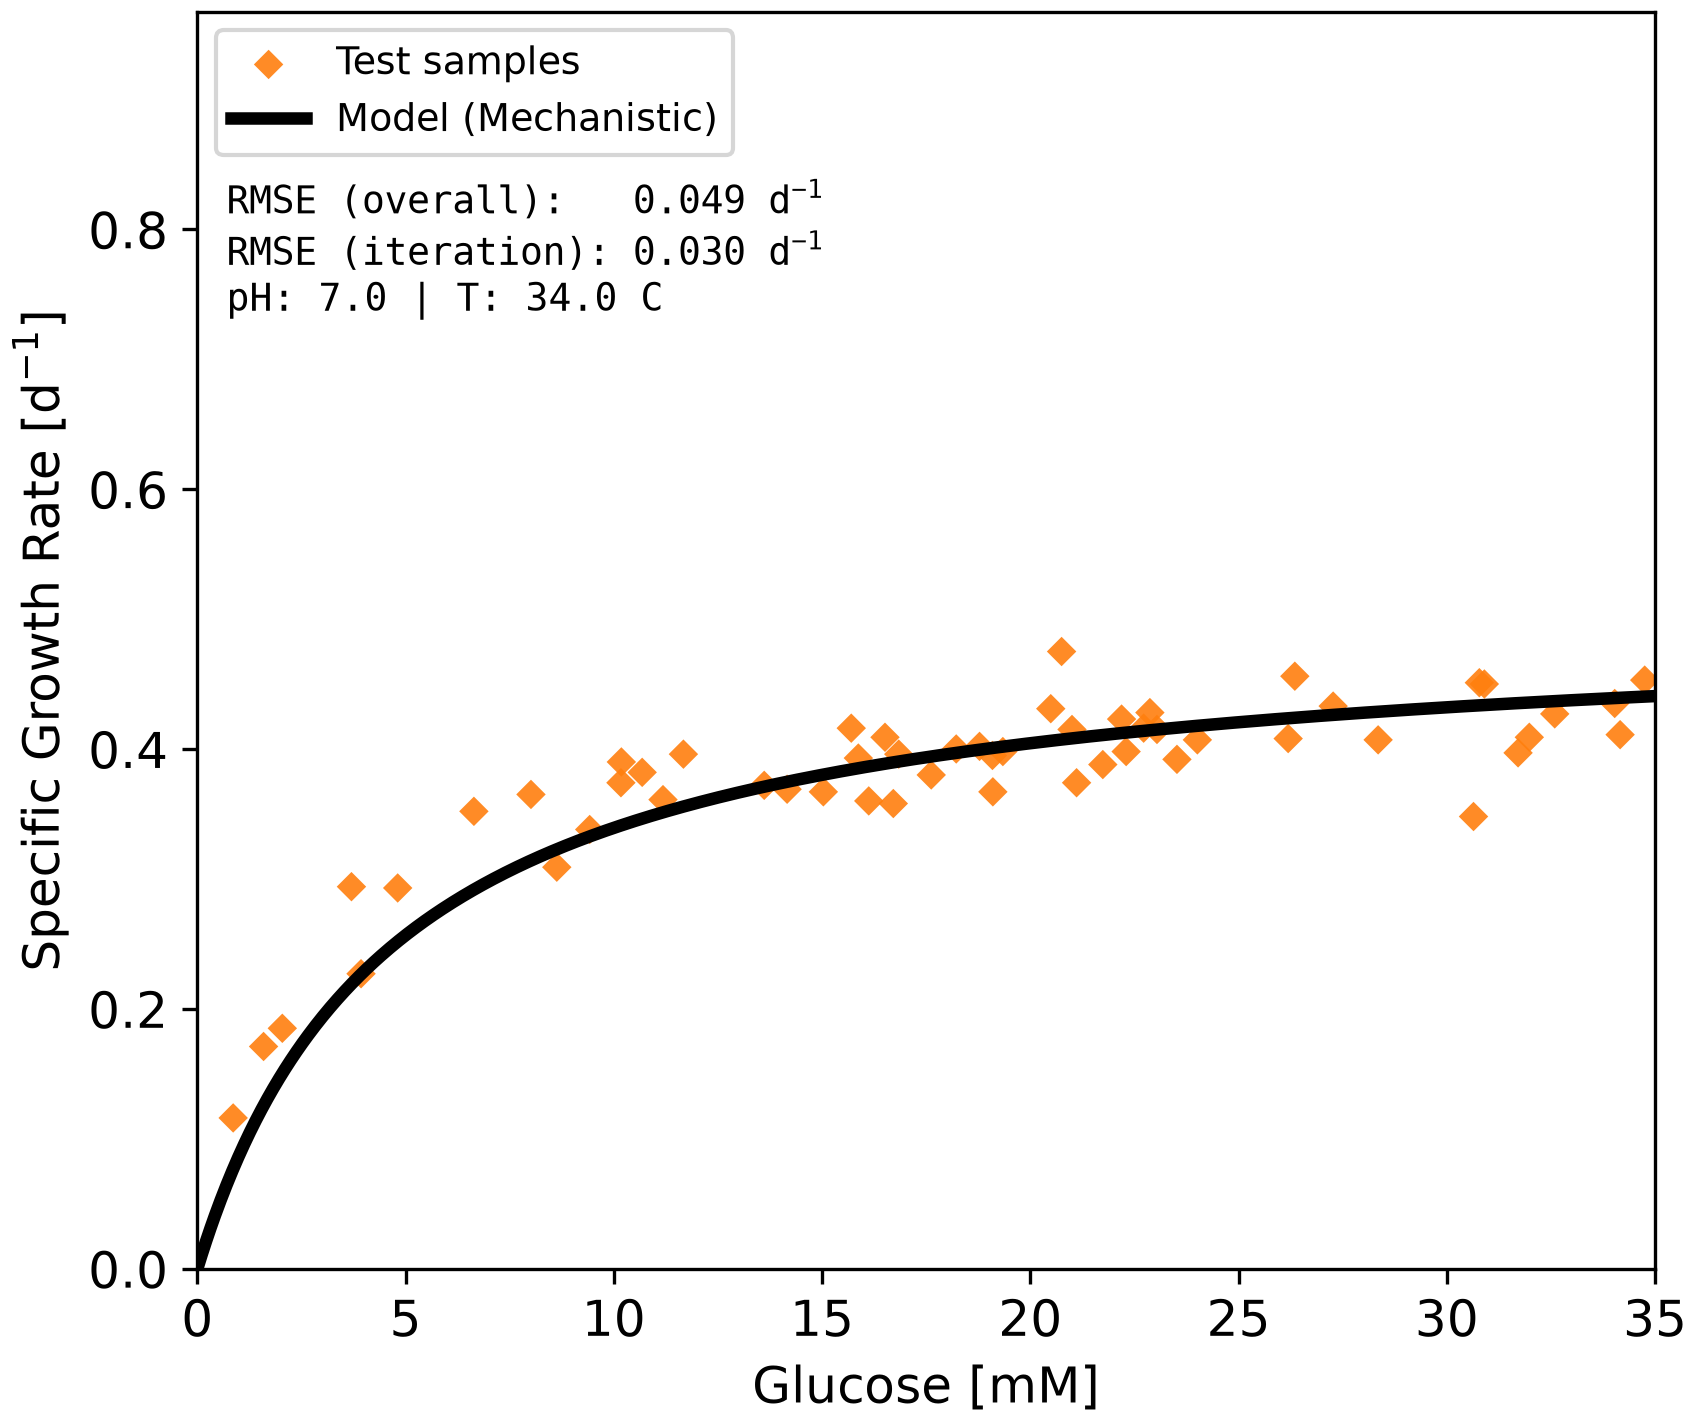 Test samples
Model (Mechanistic)
RMSE (overall):   0.049 d⁻¹
RMSE (iteration): 0.030 d⁻¹
pH: 7.0 | T: 34.0 C
Specific Growth Rate [d⁻¹]
0.8
0.6
0.4
0.2
0.0
0 5 10 15 20 25 30 35
Glucose [mM]